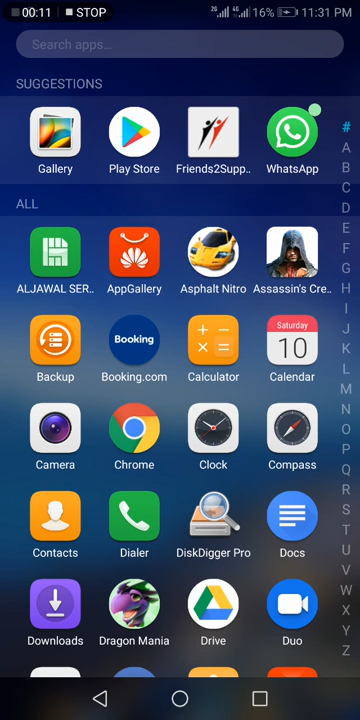 00:11 STOP 2G 4G 16% 11:31 PM
Search apps...
SUGGESTIONS
Gallery Play Store Friends2Supp.. WhatsApp
ALL
ALJAWAL SER.. AppGallery Asphalt Nitro Assassin's Cre..
Booking
Saturday
10
Backup Booking.com Calculator Calendar
Camera Chrome Clock Compass
Contacts Dialer DiskDigger Pro Docs
Downloads Dragon Mania Drive Duo
#
A
B
C
D
E
F
G
H
I
J
K
L
M
N
O
P
Q
R
S
T
U
V
W
X
Y
Z